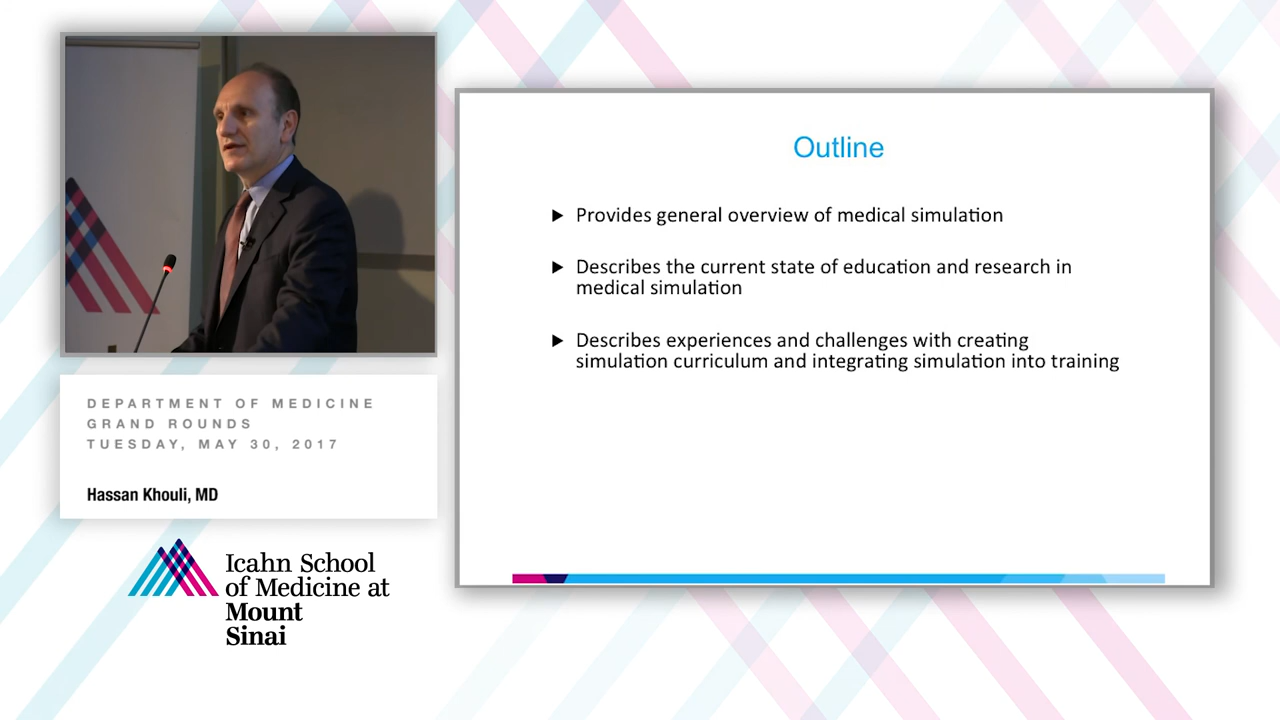 DEPARTMENT OF MEDICINE
GRAND ROUNDS
TUESDAY, MAY 30, 2017
Hassan Khouli, MD
Icahn School
of Medicine at
Mount
Sinai
Outline
▶ Provides general overview of medical simulation
▶ Describes the current state of education and research in
medical simulation
▶ Describes experiences and challenges with creating
simulation curriculum and integrating simulation into training